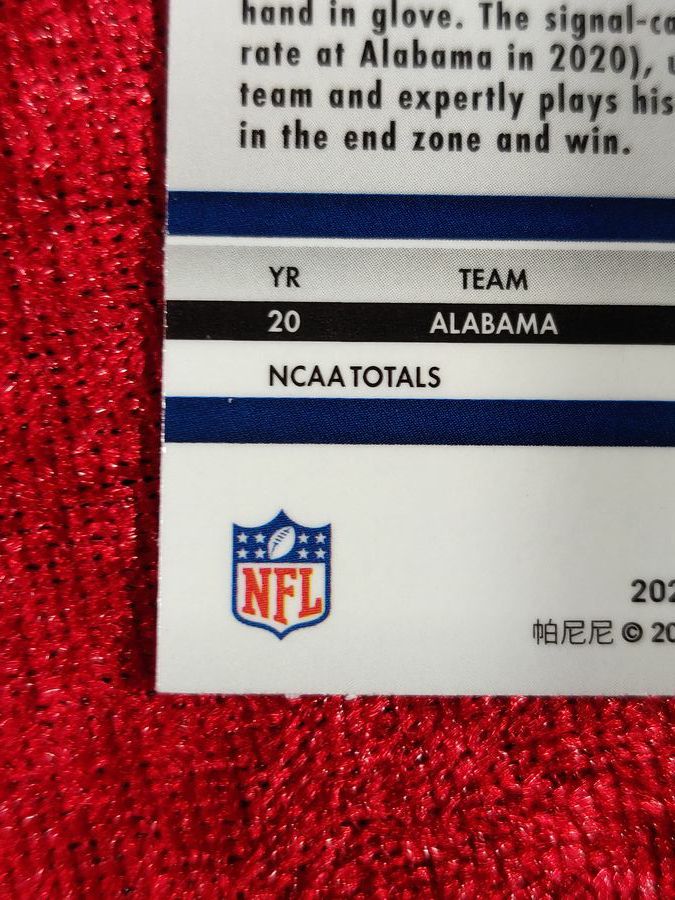 hand in glove. The signal-ca
rate at Alabama in 2020), u
team and expertly plays his
in the end zone and win.
YR TEAM
20 ALABAMA
NCAA TOTALS
NFL
202
帕尼尼 © 20